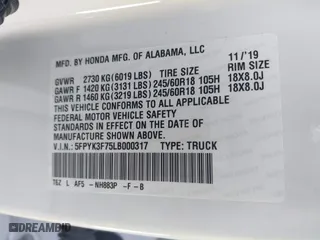 MFD. BY HONDA MFG. OF ALABAMA, LLC 11/'19
GVWR 2730 KG(6019 LBS) TIRE SIZE RIM SIZE
GAWR F 1420 KG(3131 LBS)245/60R18 105H 18X8.0J
GAWR R 1460 KG(3219 LBS)245/60R18 105H 18X8.0J
THIS VEHICLE CONFORMS TO ALL APPLICABLE
FEDERAL MOTOR VEHICLE SAFETY
STANDARDS IN EFFECT ON THE DATE OF
MANUFACTURE SHOWN ABOVE.
V.I.N.: 5FPYK3F75LB000317 TYPE: TRUCK
T6Z L AF5 -NH883P -F -B